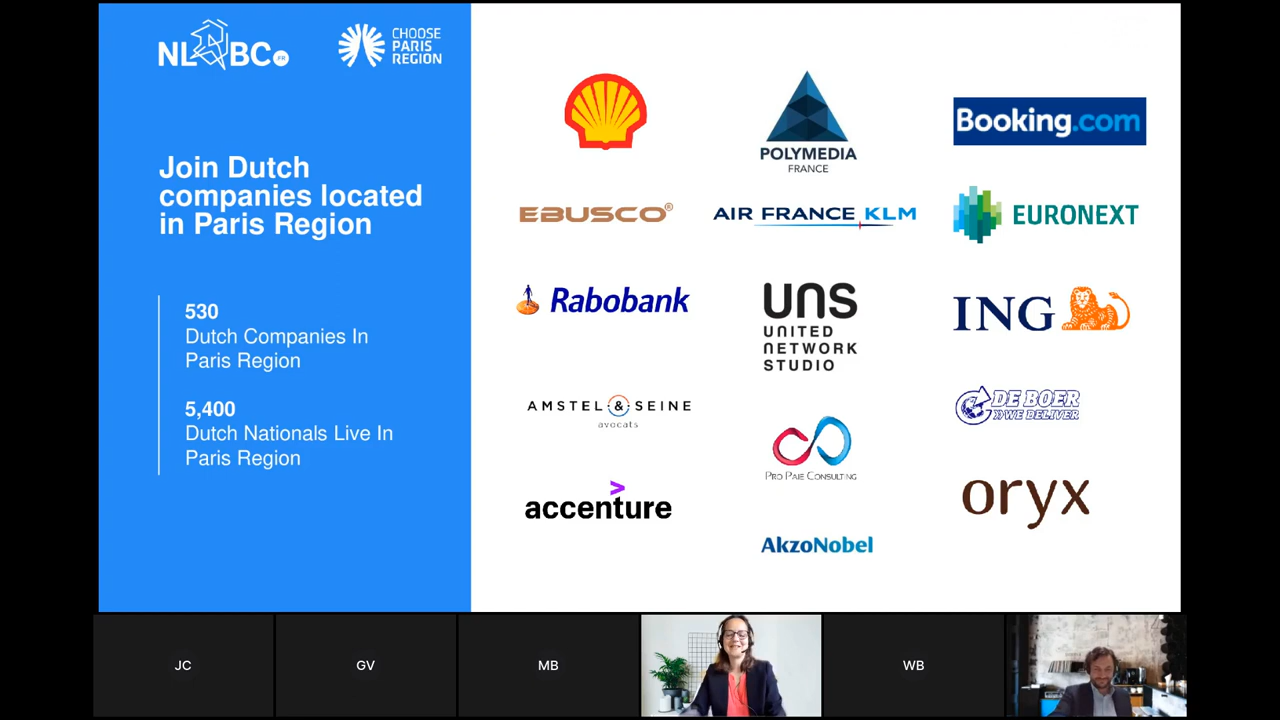 NL BC.FR
CHOOSE
PARIS
REGION
Join Dutch
companies located
in Paris Region
530
Dutch Companies In
Paris Region
5,400
Dutch Nationals Live In
Paris Region
POLYMEDIA
FRANCE
Booking.com
EBUSCO®
AIR FRANCE KLM
EURONEXT
Rabobank
UNS
UNITED
NETWORK
STUDIO
ING
AMSTEL & SEINE
avocats
DE BOER
»WE DELIVER
PRO PAIE CONSULTING
>
accenture
oryx
AkzoNobel
JC
GV
MB
WB